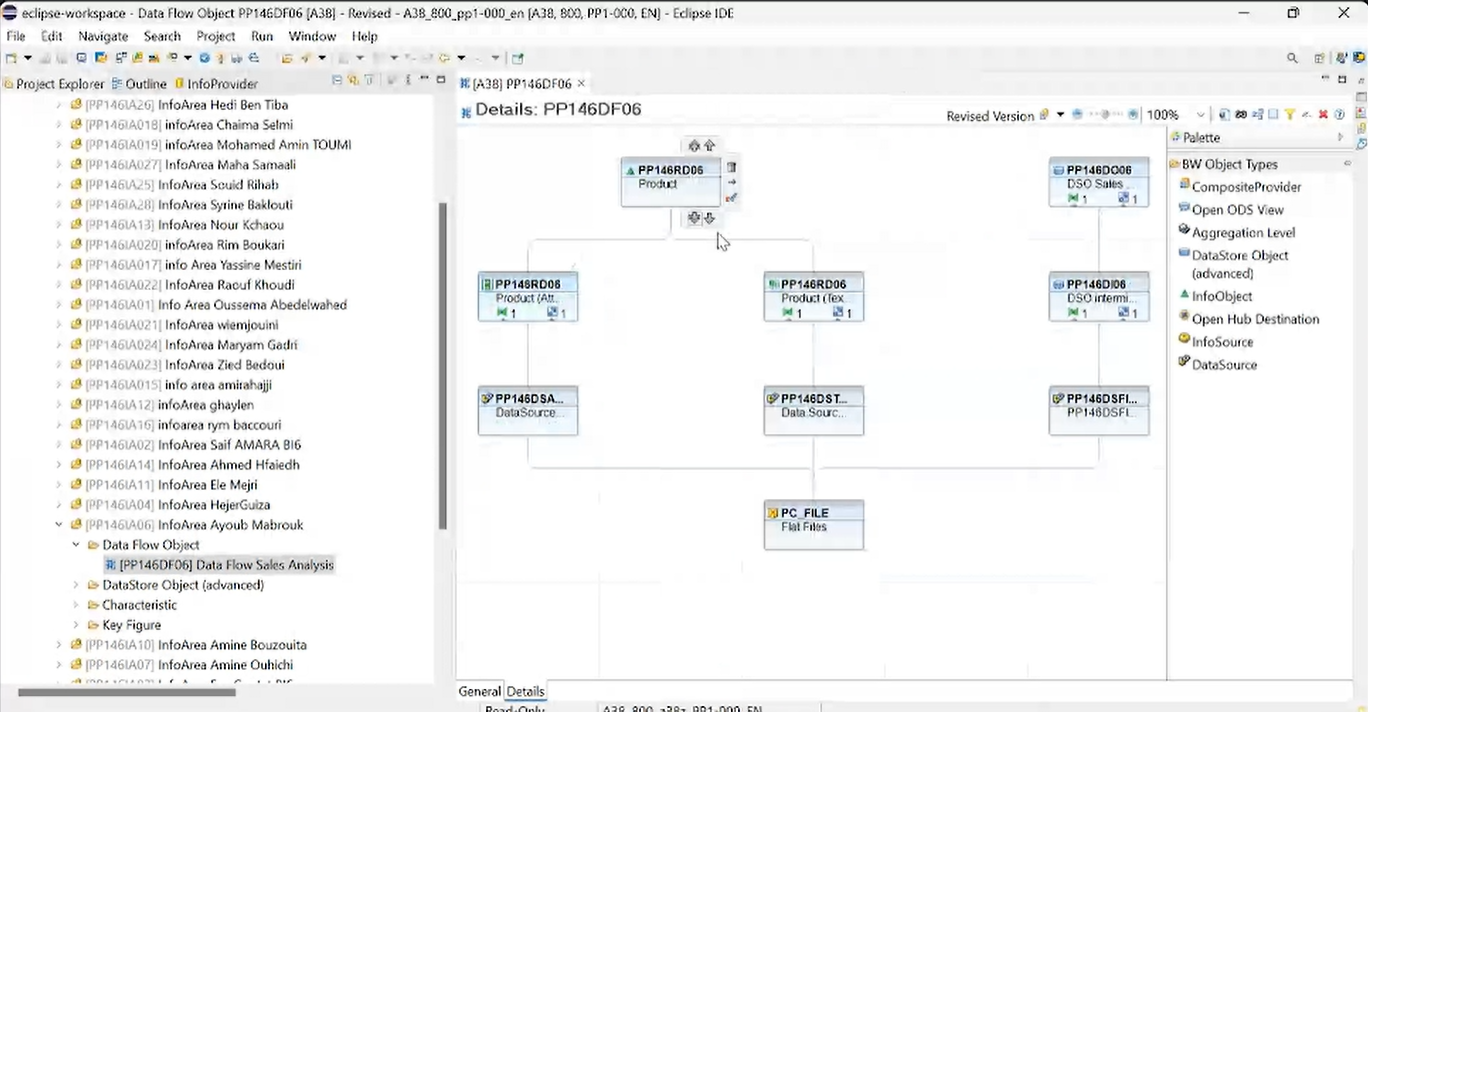 eclipse-workspace - Data Flow Object PP146DF06 [A38] - Revised - A38_800_pp1-000_en [A38, 800, PP1-000, EN] - Eclipse IDE
File Edit Navigate Search Project Run Window Help
Project Explorer Outline InfoProvider
[PP146IA26] InfoArea Hedi Ben Tiba
[PP146IA018] infoArea Chaima Selmi
[PP146IA019] infoArea Mohamed Amin TOUMI
[PP146IA027] InfoArea Maha Samaali
[PP146IA25] InfoArea Souid Rihab
[PP146IA28] InfoArea Syrine Baklouti
[PP146IA13] InfoArea Nour Kchaou
[PP146IA020] infoArea Rim Boukari
[PP146IA017] info Area Yassine Mestiri
[PP146IA022] InfoArea Raouf Khoudi
[PP146IA01] Info Area Oussema Abedelwahed
[PP146IA021] InfoArea wiemjouini
[PP146IA024] InfoArea Maryam Gadri
[PP146IA023] InfoArea Zied Bedoui
[PP146IA015] info area amirahajji
[PP146IA12] infoArea ghaylen
[PP146IA16] infoarea rym baccouri
[PP146IA02] InfoArea Saif AMARA BI6
[PP146IA14] InfoArea Ahmed Hfaiedh
[PP146IA11] InfoArea Ele Mejri
[PP146IA04] InfoArea HejerGuiza
[PP146IA06] InfoArea Ayoub Mabrouk
Data Flow Object
[PP146DF06] Data Flow Sales Analysis
DataStore Object (advanced)
Characteristic
Key Figure
[PP146IA10] InfoArea Amine Bouzouita
[PP146IA07] InfoArea Amine Ouhichi
[A38] PP146DF06
Details: PP146DF06
Revised Version 100%
PP146RD06
Product
PP146DO06
DSO Sales ...
1 1
PP146RD06
Product (Att...
1 1
PP146RD06
Product (Tex...
1 1
PP146DI06
DSO intermi...
1 1
PP146DSA...
DataSource...
PP146DST...
Data Sourc...
PP146DSFI...
PP146DSFI...
PC_FILE
Flat Files
General Details
Read-Only A38_800_a38z_PP1-000_EN
Palette
BW Object Types
CompositeProvider
Open ODS View
Aggregation Level
DataStore Object
(advanced)
InfoObject
Open Hub Destination
InfoSource
DataSource